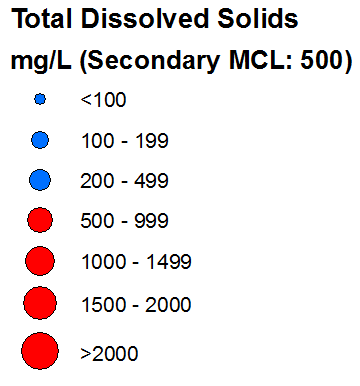 Total Dissolved Solids
mg/L (Secondary MCL: 500)
<100
100 - 199
200 - 499
500 - 999
1000 - 1499
1500 - 2000
>2000